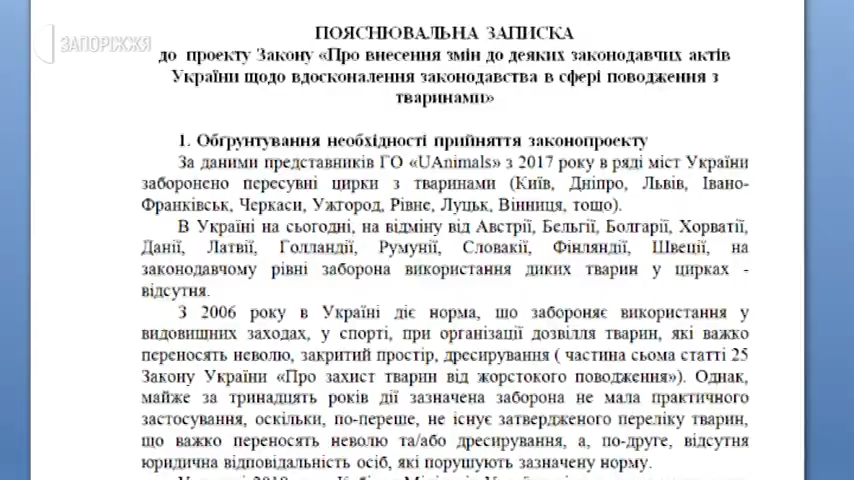 ЗАПОРІЖЖЯ
ПОЯСНЮВАЛЬНА ЗАПИСКА
до проекту Закону «Про внесення змін до деяких законодавчих актів
України щодо вдосконалення законодавства в сфері поводження з
тваринами»
1. Обґрунтування необхідності прийняття законопроекту
За даними представників ГО «UAnimals» з 2017 року в ряді міст України
заборонено пересувні цирки з тваринами (Київ, Дніпро, Львів, Івано-
Франківськ, Черкаси, Ужгород, Рівне, Луцьк, Вінниця, тощо).
В Україні на сьогодні, на відміну від Австрії, Бельгії, Болгарії, Хорватії,
Данії, Латвії, Голландії, Румунії, Словакії, Фінляндії, Швеції, на
законодавчому рівні заборона використання диких тварин у цирках -
відсутня.
З 2006 року в Україні діє норма, що забороняє використання у
видовищних заходах, у спорті, при організації дозвілля тварин, які важко
переносять неволю, закритий простір, дресирування ( частина сьома статті 25
Закону України «Про захист тварин від жорстокого поводження»). Однак,
майже за тринадцять років дії зазначена заборона не мала практичного
застосування, оскільки, по-перше, не існує затвердженого переліку тварин,
що важко переносять неволю та/або дресирування, а, по-друге, відсутня
юридична відповідальність осіб, які порушують зазначену норму.